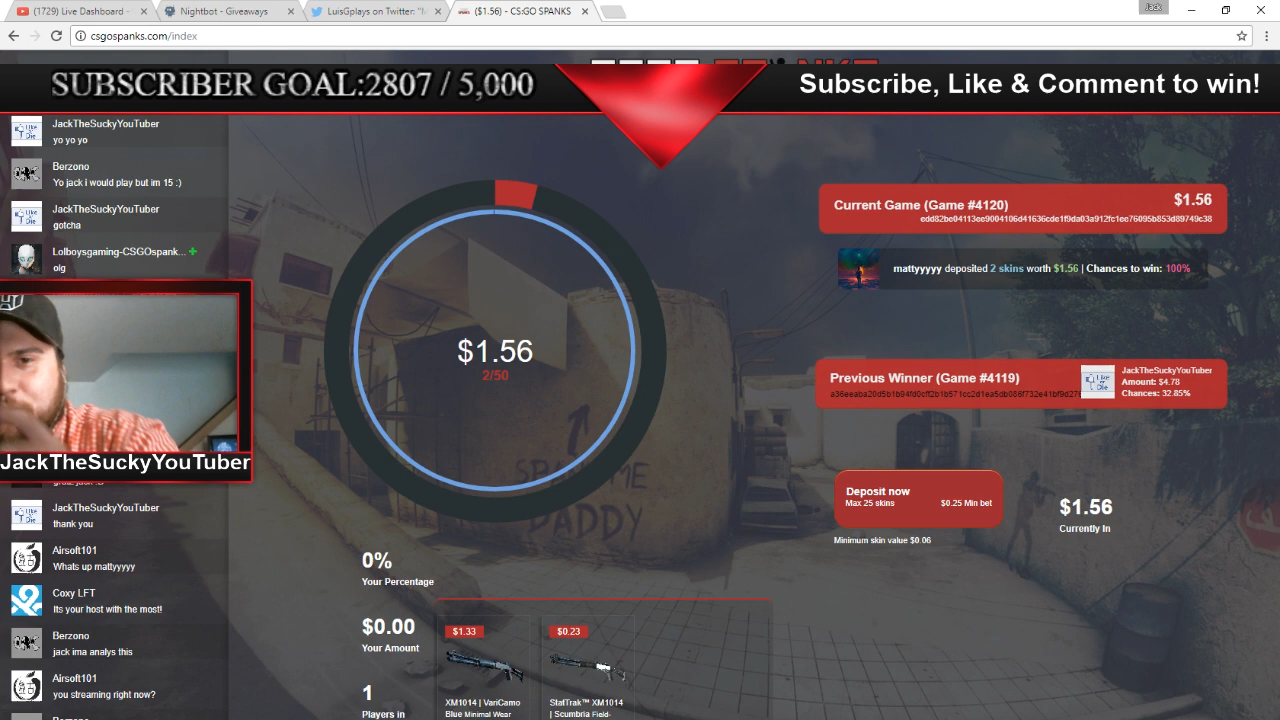 (1729) Live Dashboard -
Nightbot - Giveaways
LuisGplays on Twitter: "M
($1.56) - CS:GO SPANKS
Jack
csgospanks.com/index
SUBSCRIBER GOAL:2807 / 5,000
Subscribe, Like & Comment to win!
JackTheSuckyYouTuber
yo yo yo
Berzono
Yo jack i would play but im 15 :)
JackTheSuckyYouTuber
gotcha
Lolboysgaming-CSGOspank...
olg
JackTheSuckyYouTuber
JackTheSuckyYouTuber
thank you
Airsoft101
Whats up mattyyyy
Coxy LFT
Its your host with the most!
Berzono
jack ima analys this
Airsoft101
you streaming right now?
$1.56
2/50
SPANK ME
DADDY
0%
Your Percentage
$0.00
Your Amount
1
Players in
$1.33
XM1014 | VariCamo
Blue Minimal Wear
$0.23
StatTrak™ XM1014
| Scumbria Field-
Current Game (Game #4120)
$1.56
mattyyyyy deposited 2 skins worth $1.56 | Chances to win: 100%
Previous Winner (Game #4119)
JackTheSuckyYouTuber
Amount: $4.78
Chances: 32.85%
Deposit now
Max 25 skins
$0.25 Min bet
Minimum skin value $0.06
$1.56
Currently In